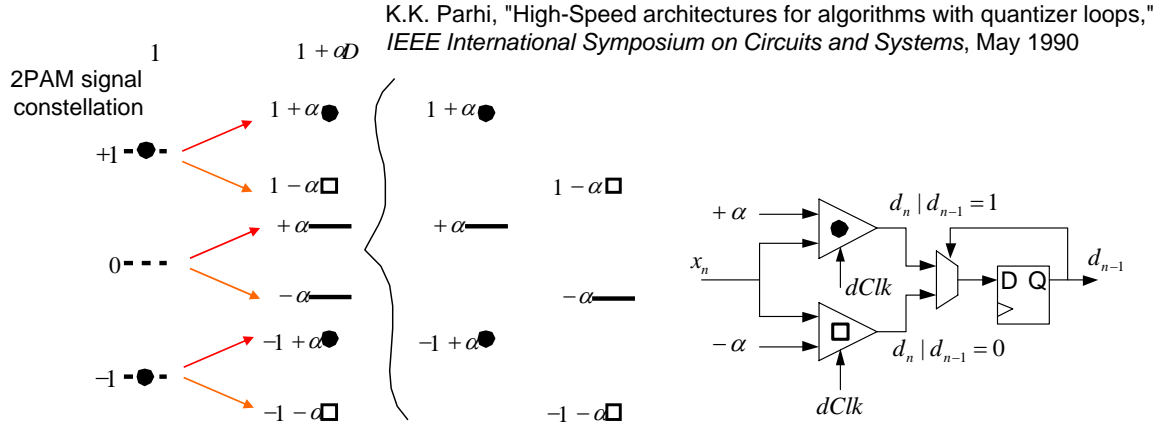 K.K. Parhi, "High-Speed architectures for algorithms with quantizer loops,"
IEEE International Symposium on Circuits and Systems, May 1990
1
1 + αD
2PAM signal
constellation
+1
0
−1
1 + α
1 − α
+α
−α
−1 + α
−1 − α
1 + α
+α
−1 + α
1 − α
−α
−1 − α
+α
x_n
−α
dClk
dClk
d_n | d_{n−1} = 1
d_n | d_{n−1} = 0
D Q
d_{n−1}